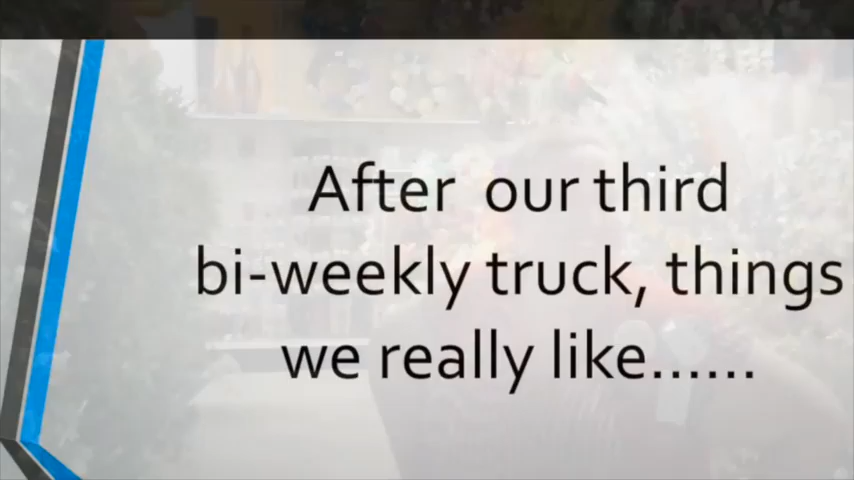 After our third
bi-weekly truck, things
we really like......